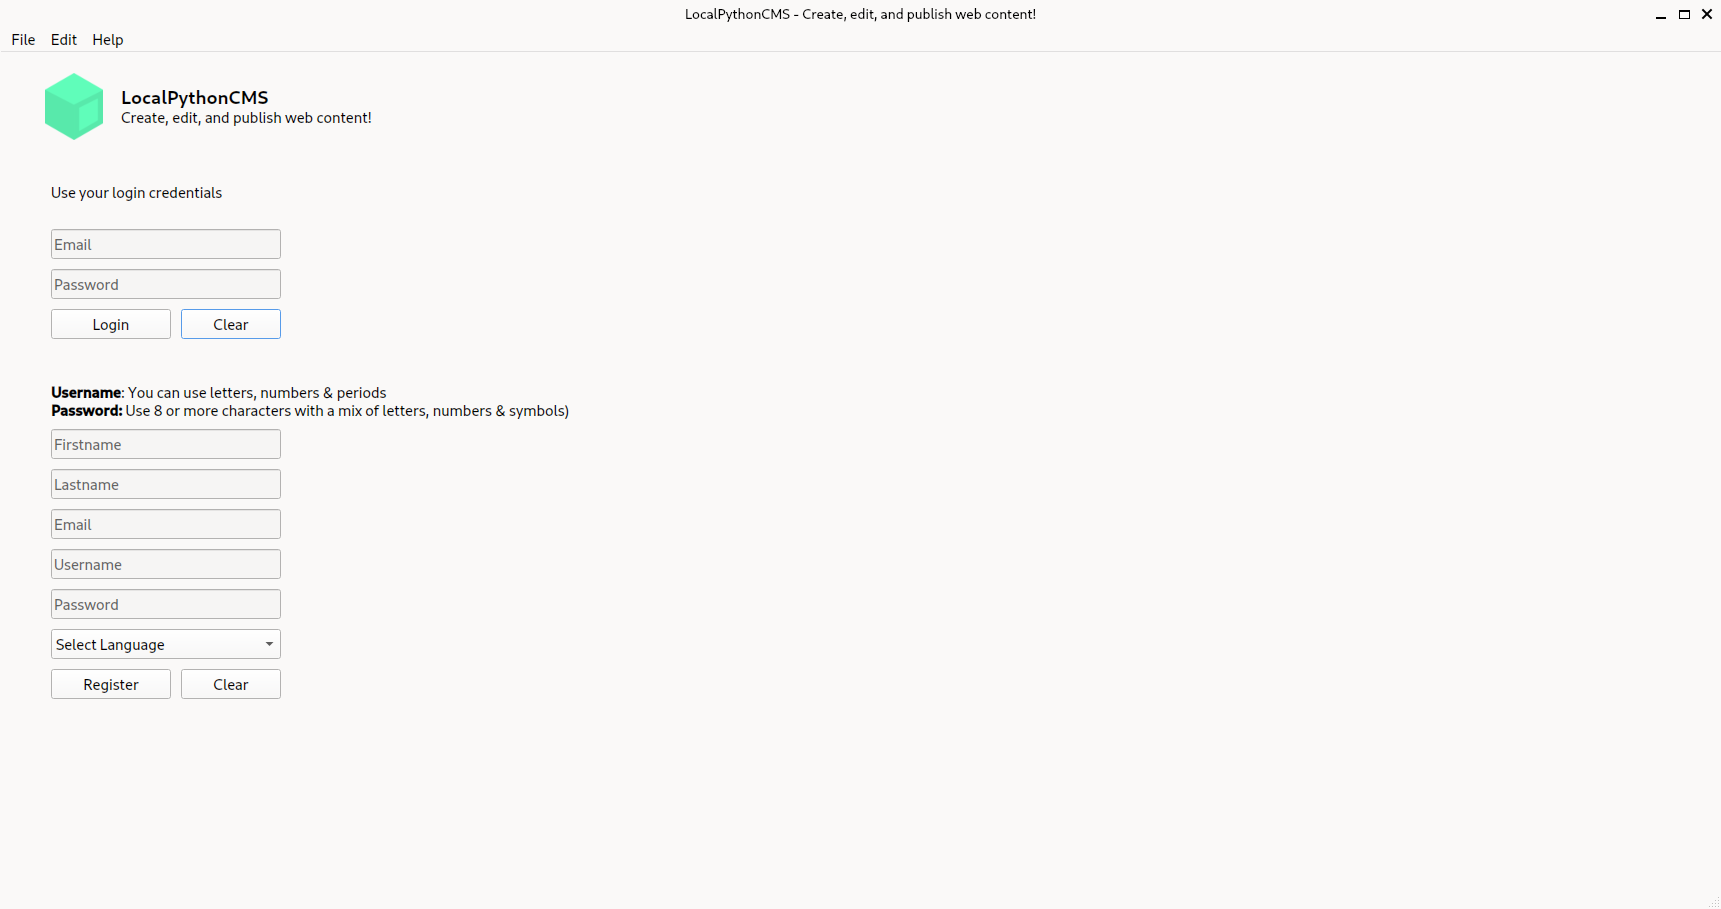 LocalPythonCMS - Create, edit, and publish web content!
File Edit Help
LocalPythonCMS
Create, edit, and publish web content!
Use your login credentials
Email
Password
Login Clear
Username: You can use letters, numbers & periods
Password: Use 8 or more characters with a mix of letters, numbers & symbols)
Firstname
Lastname
Email
Username
Password
Select Language
Register Clear